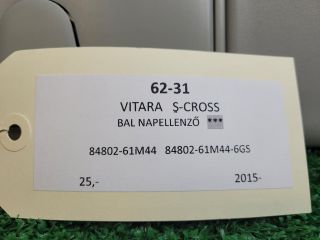 62-31
VITARA S-CROSS
BAL NAPELLENZŐ ***
84802-61M44 84802-61M44-6GS
25,- 2015-